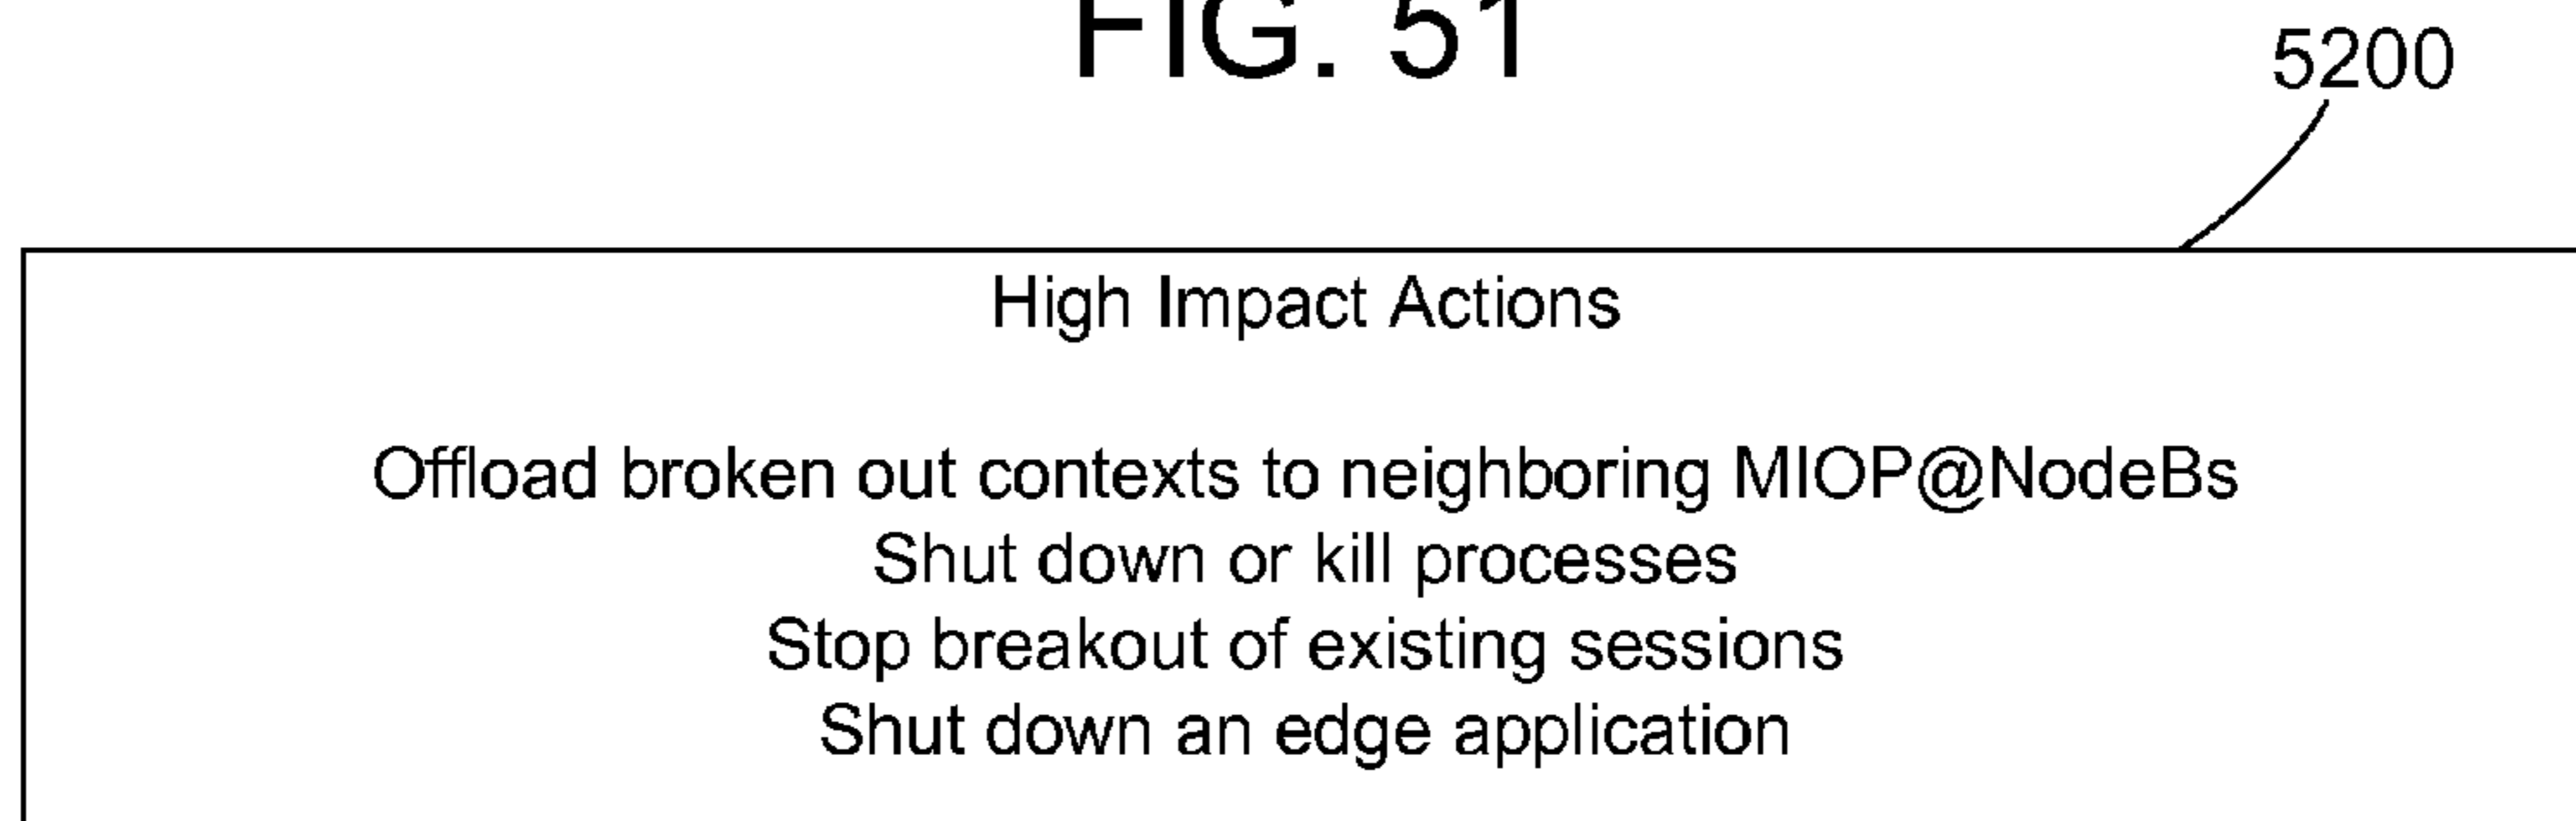 FIG. 51
5200
High Impact Actions
Offload broken out contexts to neighboring MIOP@NodeBs
Shut down or kill processes
Stop breakout of existing sessions
Shut down an edge application